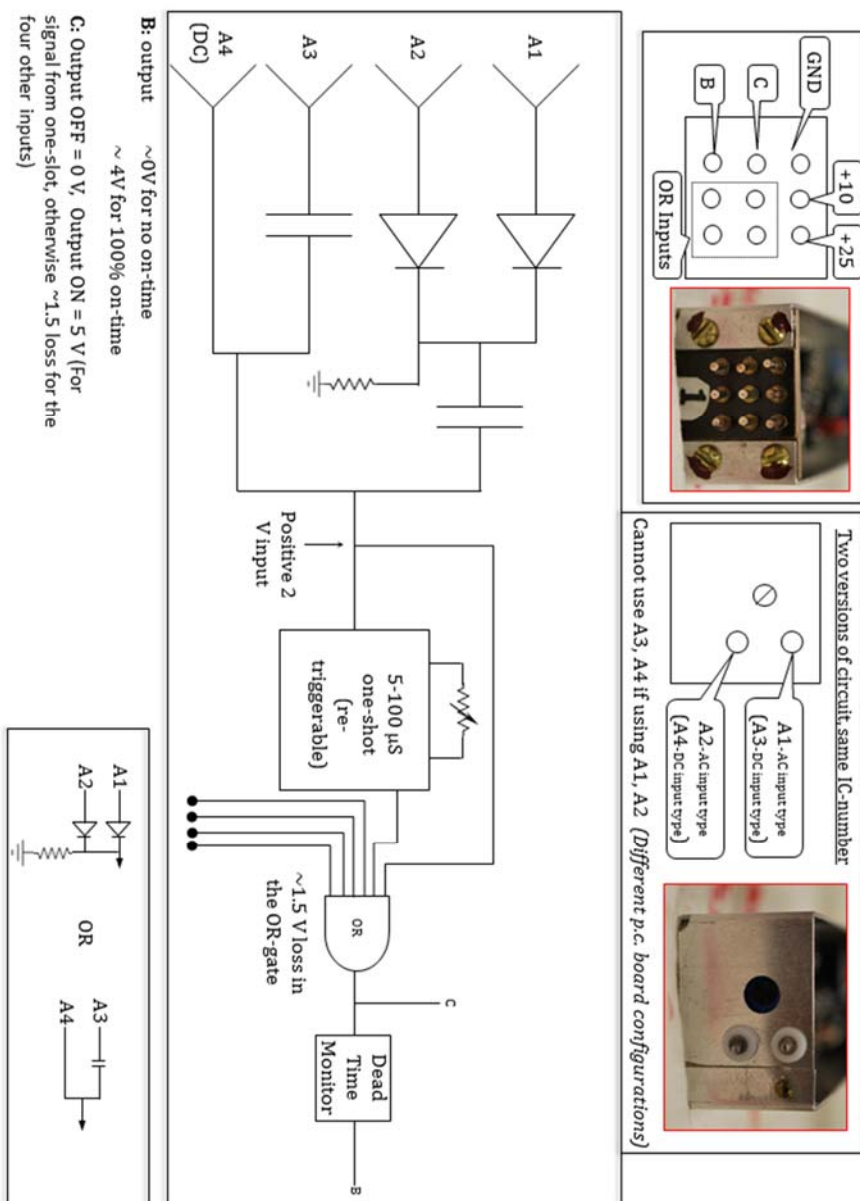 GND
C
B
+10
+25
OR Inputs
1
Two versions of circuit, same IC-number
A1-AC input type
(A3-DC input type)
A2-AC input type
(A4-DC input type)
Cannot use A3, A4 if using A1, A2 (Different p.c. board configurations)
A1
A2
A3
A4
(DC)
Positive 2
V input
5-100 µS
one-shot
(re-
triggerable)
OR
~1.5 V loss in
the OR-gate
C
Dead
Time
Monitor
B
B: output ~0V for no on-time
~ 4V for 100% on-time
C: Output OFF = 0 V, Output ON = 5 V (For
signal from one-slot, otherwise ~1.5 loss for the
four other inputs)
A1
A2
OR
A3
A4